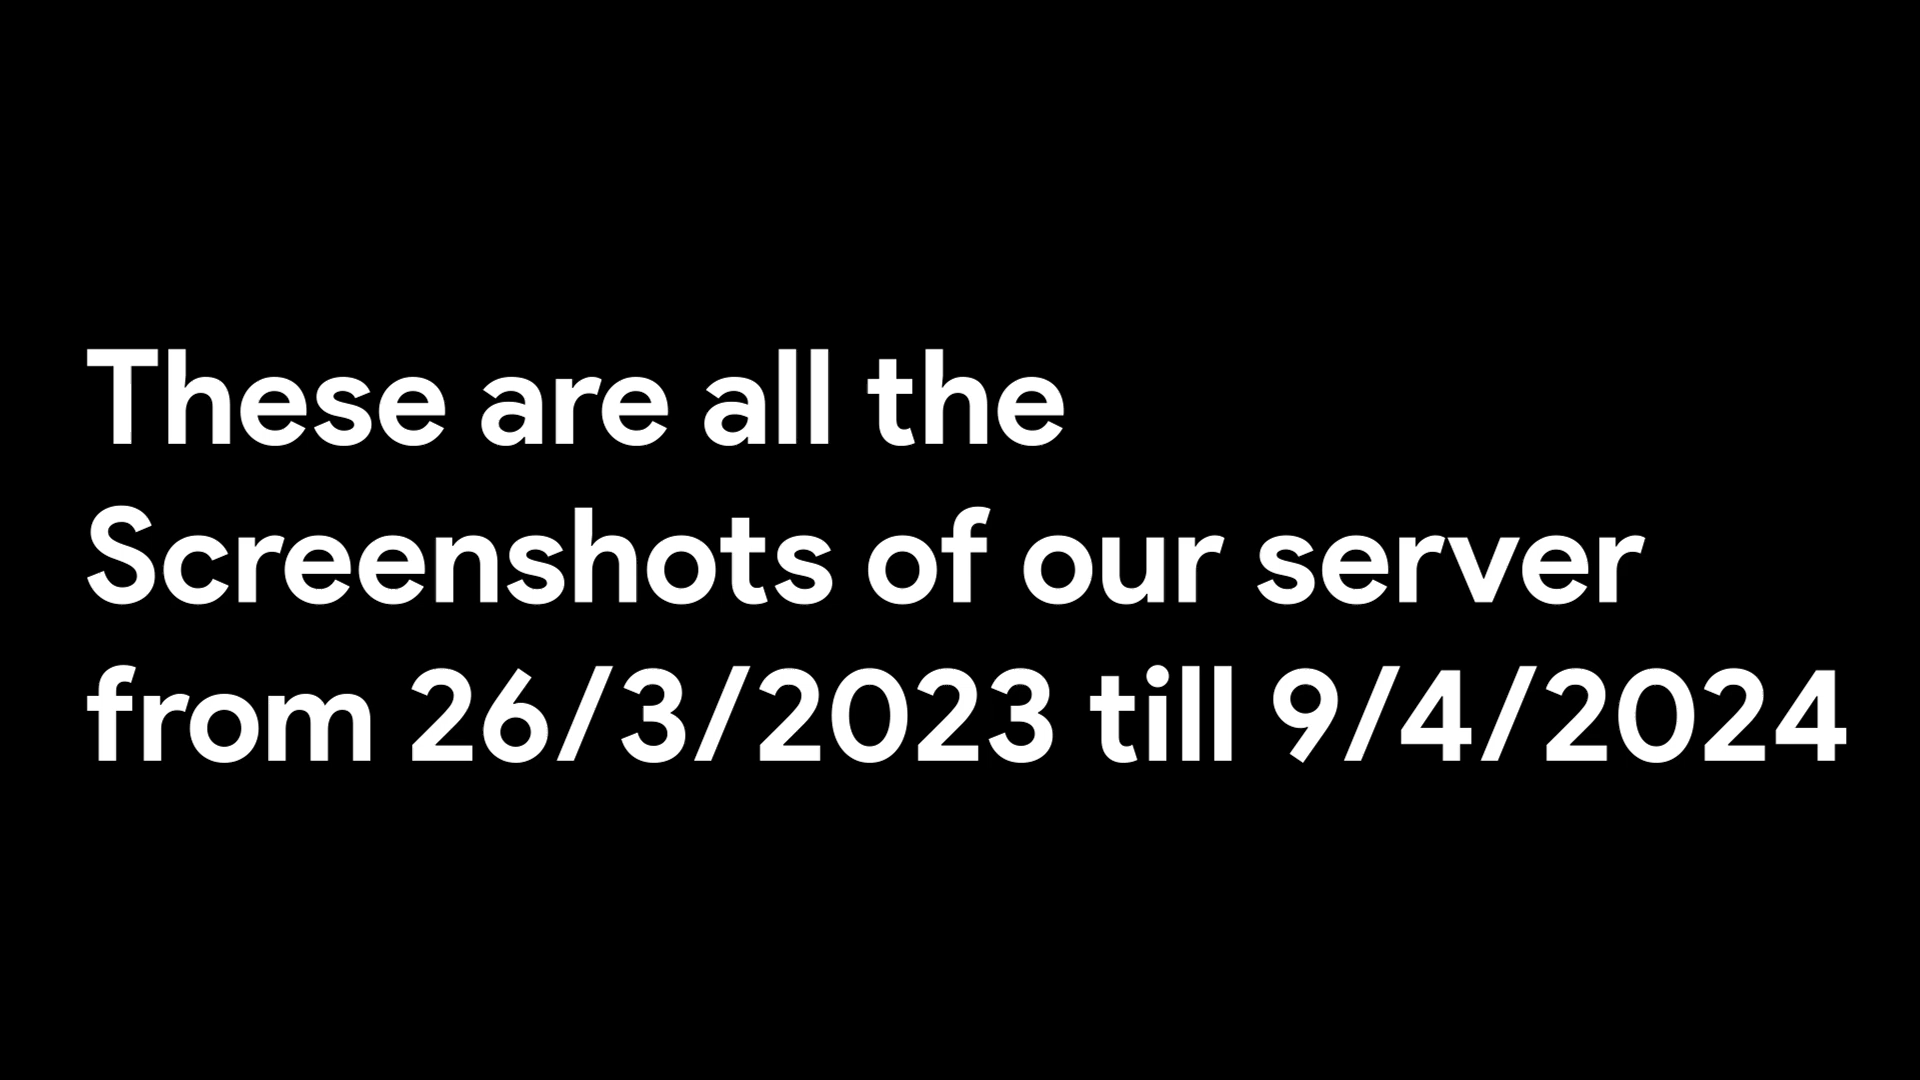 These are all the
Screenshots of our server
from 26/3/2023 till 9/4/2024